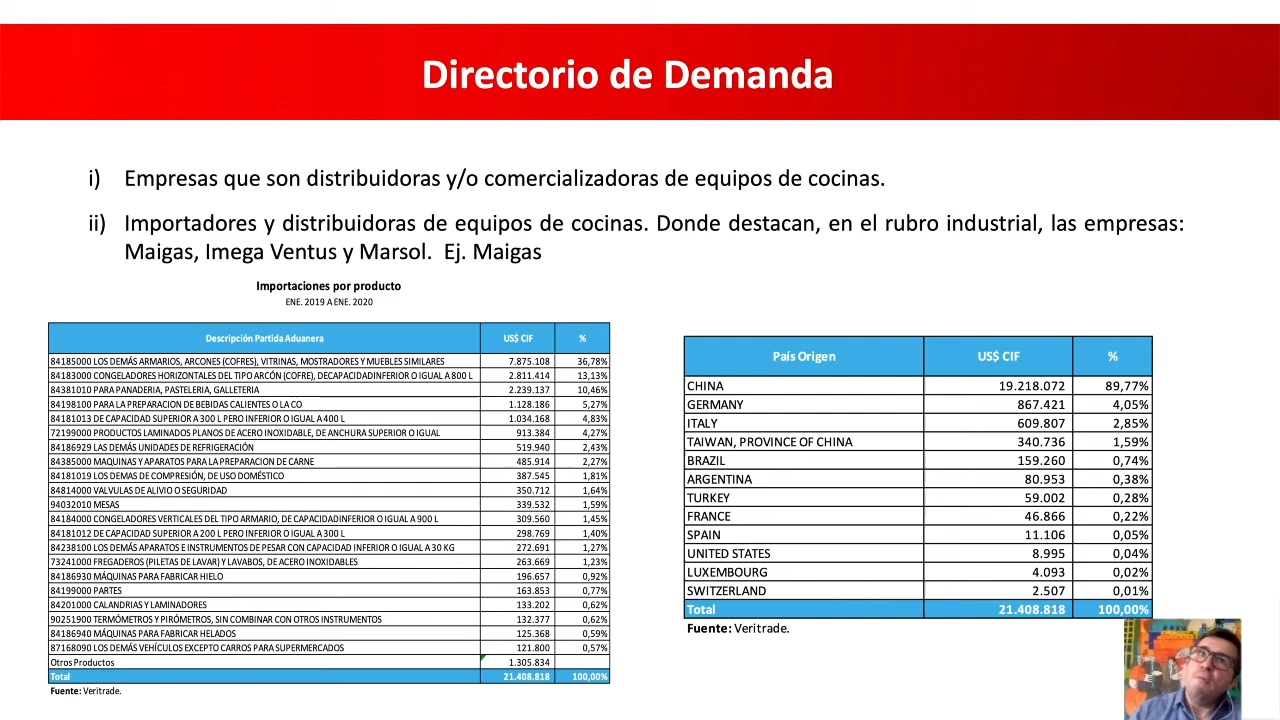 Directorio de Demanda
i) Empresas que son distribuidoras y/o comercializadoras de equipos de cocinas.
ii) Importadores y distribuidoras de equipos de cocinas. Donde destacan, en el rubro industrial, las empresas:
Maigas, Imega Ventus y Marsol. Ej. Maigas
Importaciones por producto
ENE. 2019 A ENE. 2020
Descripción Partida Aduanera US$ CIF %
84185000 LOS DEMÁS ARMARIOS, ARCONES (COFRES), VITRINAS, MOSTRADORES Y MUEBLES SIMILARES 7.875.108 36,78%
84183000 CONGELADORES HORIZONTALES DEL TIPO ARCÓN (COFRE), DECAPACIDADINFERIOR O IGUAL A 800 L 2.811.414 13,13%
84381010 PARA PANADERIA, PASTELERIA, GALLETERIA 2.239.137 10,46%
84198100 PARA LA PREPARACION DE BEBIDAS CALIENTES O LA CO 1.128.186 5,27%
84181013 DE CAPACIDAD SUPERIOR A 300 L PERO INFERIOR O IGUAL A 400 L 1.034.168 4,83%
72199000 PRODUCTOS LAMINADOS PLANOS DE ACERO INOXIDABLE, DE ANCHURA SUPERIOR O IGUAL 913.384 4,27%
84186929 LAS DEMÁS UNIDADES DE REFRIGERACIÓN 519.940 2,43%
84385000 MAQUINAS Y APARATOS PARA LA PREPARACION DE CARNE 485.914 2,27%
84181019 LOS DEMAS DE COMPRESIÓN, DE USO DOMÉSTICO 387.545 1,81%
84814000 VALVULAS DE ALIVIO O SEGURIDAD 350.712 1,64%
94032010 MESAS 339.532 1,59%
84184000 CONGELADORES VERTICALES DEL TIPO ARMARIO, DE CAPACIDADINFERIOR O IGUAL A 900 L 309.560 1,45%
84181012 DE CAPACIDAD SUPERIOR A 200 L PERO INFERIOR O IGUAL A 300 L 298.769 1,40%
84238100 LOS DEMÁS APARATOS E INSTRUMENTOS DE PESAR CON CAPACIDAD INFERIOR O IGUAL A 30 KG 272.691 1,27%
73241000 FREGADEROS (PILETAS DE LAVAR) Y LAVABOS, DE ACERO INOXIDABLES 263.669 1,23%
84186930 MÁQUINAS PARA FABRICAR HIELO 196.657 0,92%
84199000 PARTES 163.853 0,77%
84201000 CALANDRIAS Y LAMINADORES 133.202 0,62%
90251900 TERMÓMETROS Y PIRÓMETROS, SIN COMBINAR CON OTROS INSTRUMENTOS 132.377 0,62%
84186940 MÁQUINAS PARA FABRICAR HELADOS 125.368 0,59%
87168090 LOS DEMÁS VEHÍCULOS EXCEPTO CARROS PARA SUPERMERCADOS 121.800 0,57%
Otros Productos 1.305.834
Total 21.408.818 100,00%
Fuente: Veritrade.
País Origen US$ CIF %
CHINA 19.218.072 89,77%
GERMANY 867.421 4,05%
ITALY 609.807 2,85%
TAIWAN, PROVINCE OF CHINA 340.736 1,59%
BRAZIL 159.260 0,74%
ARGENTINA 80.953 0,38%
TURKEY 59.002 0,28%
FRANCE 46.866 0,22%
SPAIN 11.106 0,05%
UNITED STATES 8.995 0,04%
LUXEMBOURG 4.093 0,02%
SWITZERLAND 2.507 0,01%
Total 21.408.818 100,00%
Fuente: Veritrade.